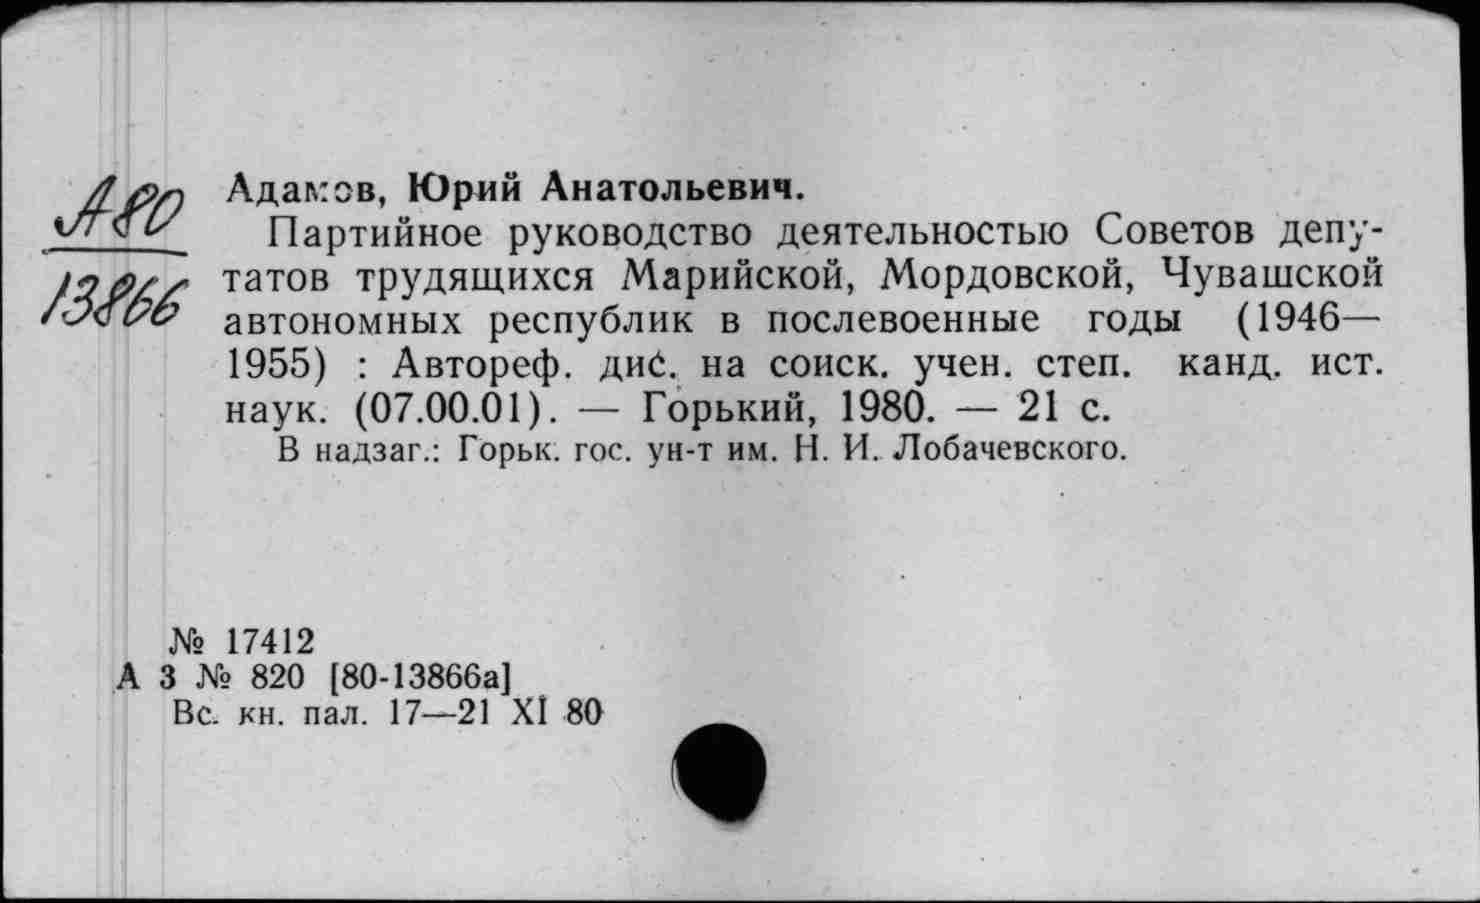 А80
13866
Адамов, Юрий Анатольевич.
Партийное руководство деятельностью Советов депу-
татов трудящихся Марийской, Мордовской, Чувашской
автономных республик в послевоенные годы (1946—
1955) : Автореф. дис. на соиск. учен. степ. канд. ист.
наук. (07.00.01). — Горький, 1980. — 21 с.
В надзаг.: Горьк. гос. ун-т им. Н. И. Лобачевского.
№ 17412
А 3 № 820 [80-13866а]
Вс. кн. пал. 17—21 XI 80